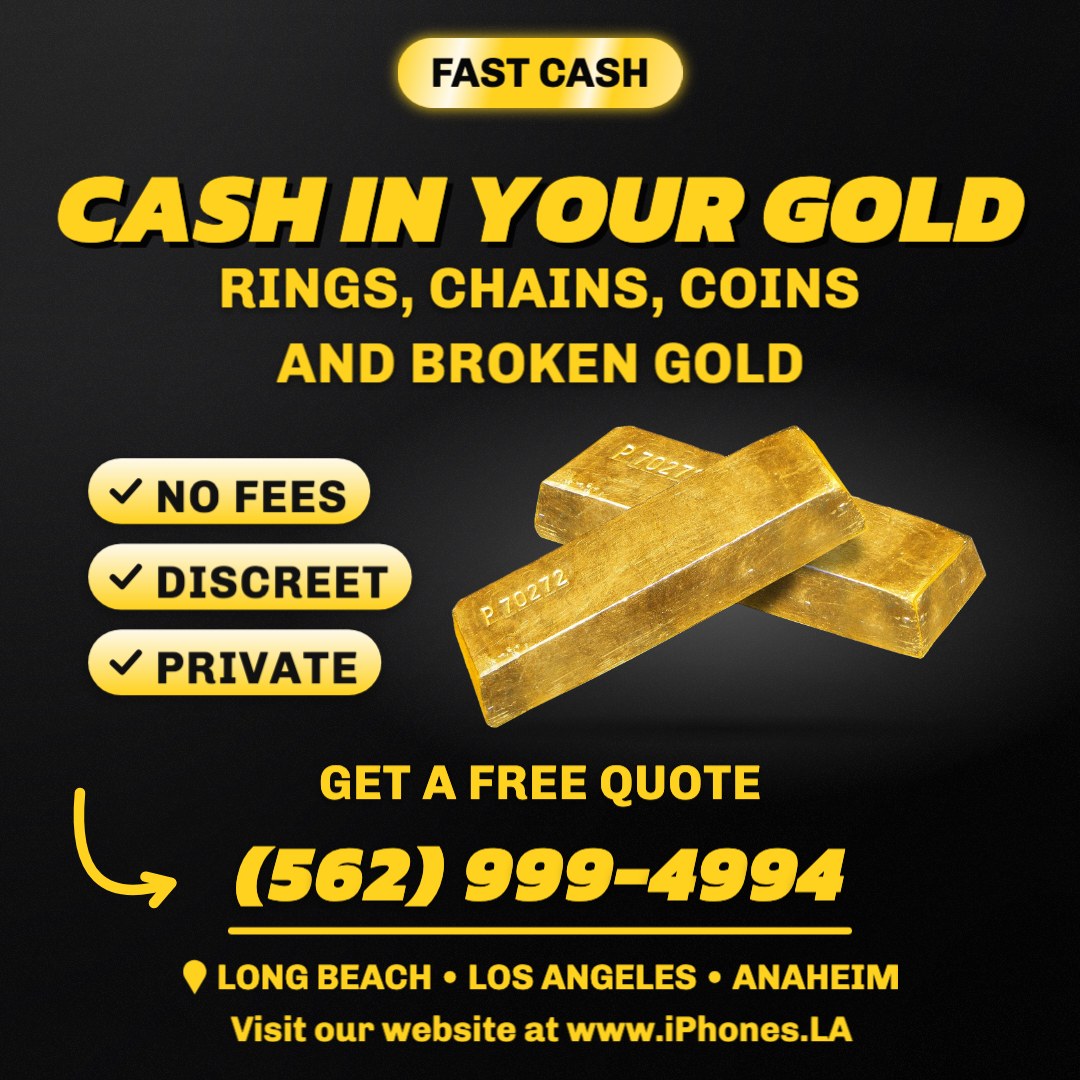 FAST CASH
CASH IN YOUR GOLD
RINGS, CHAINS, COINS
AND BROKEN GOLD
NO FEES
DISCREET
PRIVATE
P 7027
P 70272
GET A FREE QUOTE
(562) 999-4994
LONG BEACH • LOS ANGELES • ANAHEIM
Visit our website at www.iPhones.LA